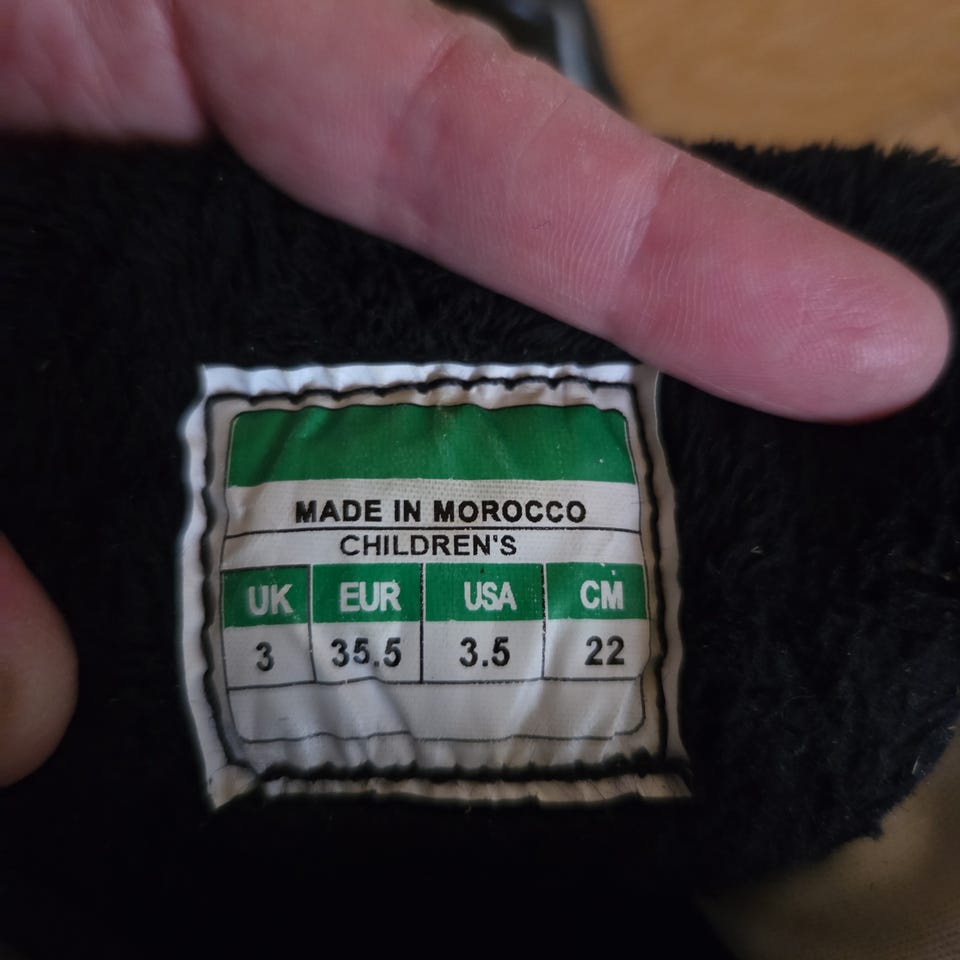 MADE IN MOROCCO
CHILDREN'S
UK EUR USA CM
3 35.5 3.5 22